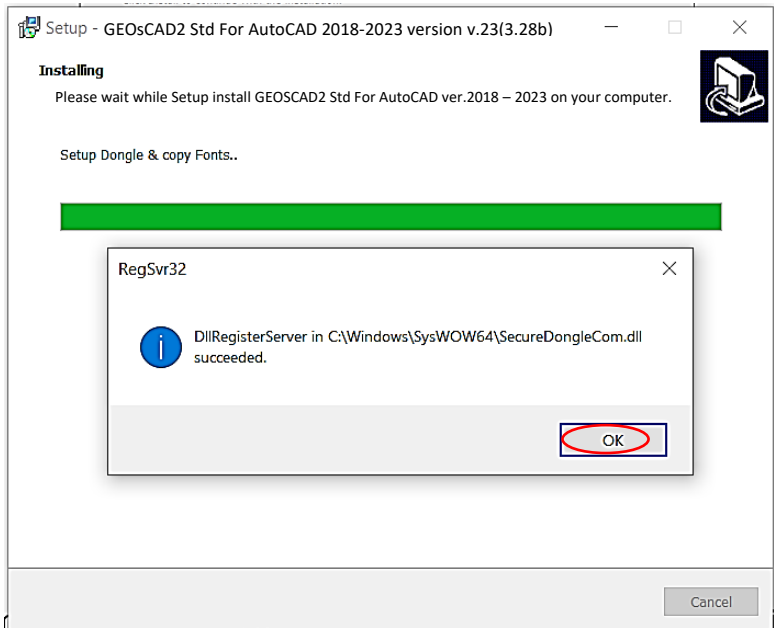 Setup - GEOsCAD2 Std For AutoCAD 2018-2023 version v.23(3.28b)
Installing
Please wait while Setup install GEOSCAD2 Std For AutoCAD ver.2018 – 2023 on your computer.
Setup Dongle & copy Fonts..
RegSvr32
DllRegisterServer in C:\Windows\SysWOW64\SecureDongleCom.dll
succeeded.
OK
Cancel